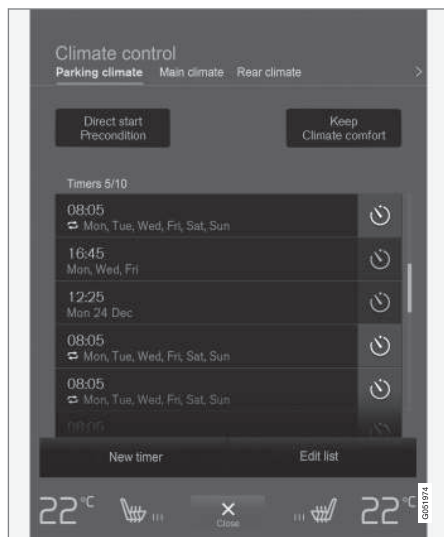 Climate control
Parking climate Main climate Rear climate >
Direct start Keep
Precondition Climate comfort
Timers 5/10
08:05
Mon, Tue, Wed, Fri, Sat, Sun
16:45
Mon, Wed, Fri
12:25
Mon 24 Dec
08:05
Mon, Tue, Wed, Fri, Sat, Sun
08:05
Mon, Tue, Wed, Fri, Sat, Sun
08:05
New timer Edit list
22°C Close 22°C
G051974